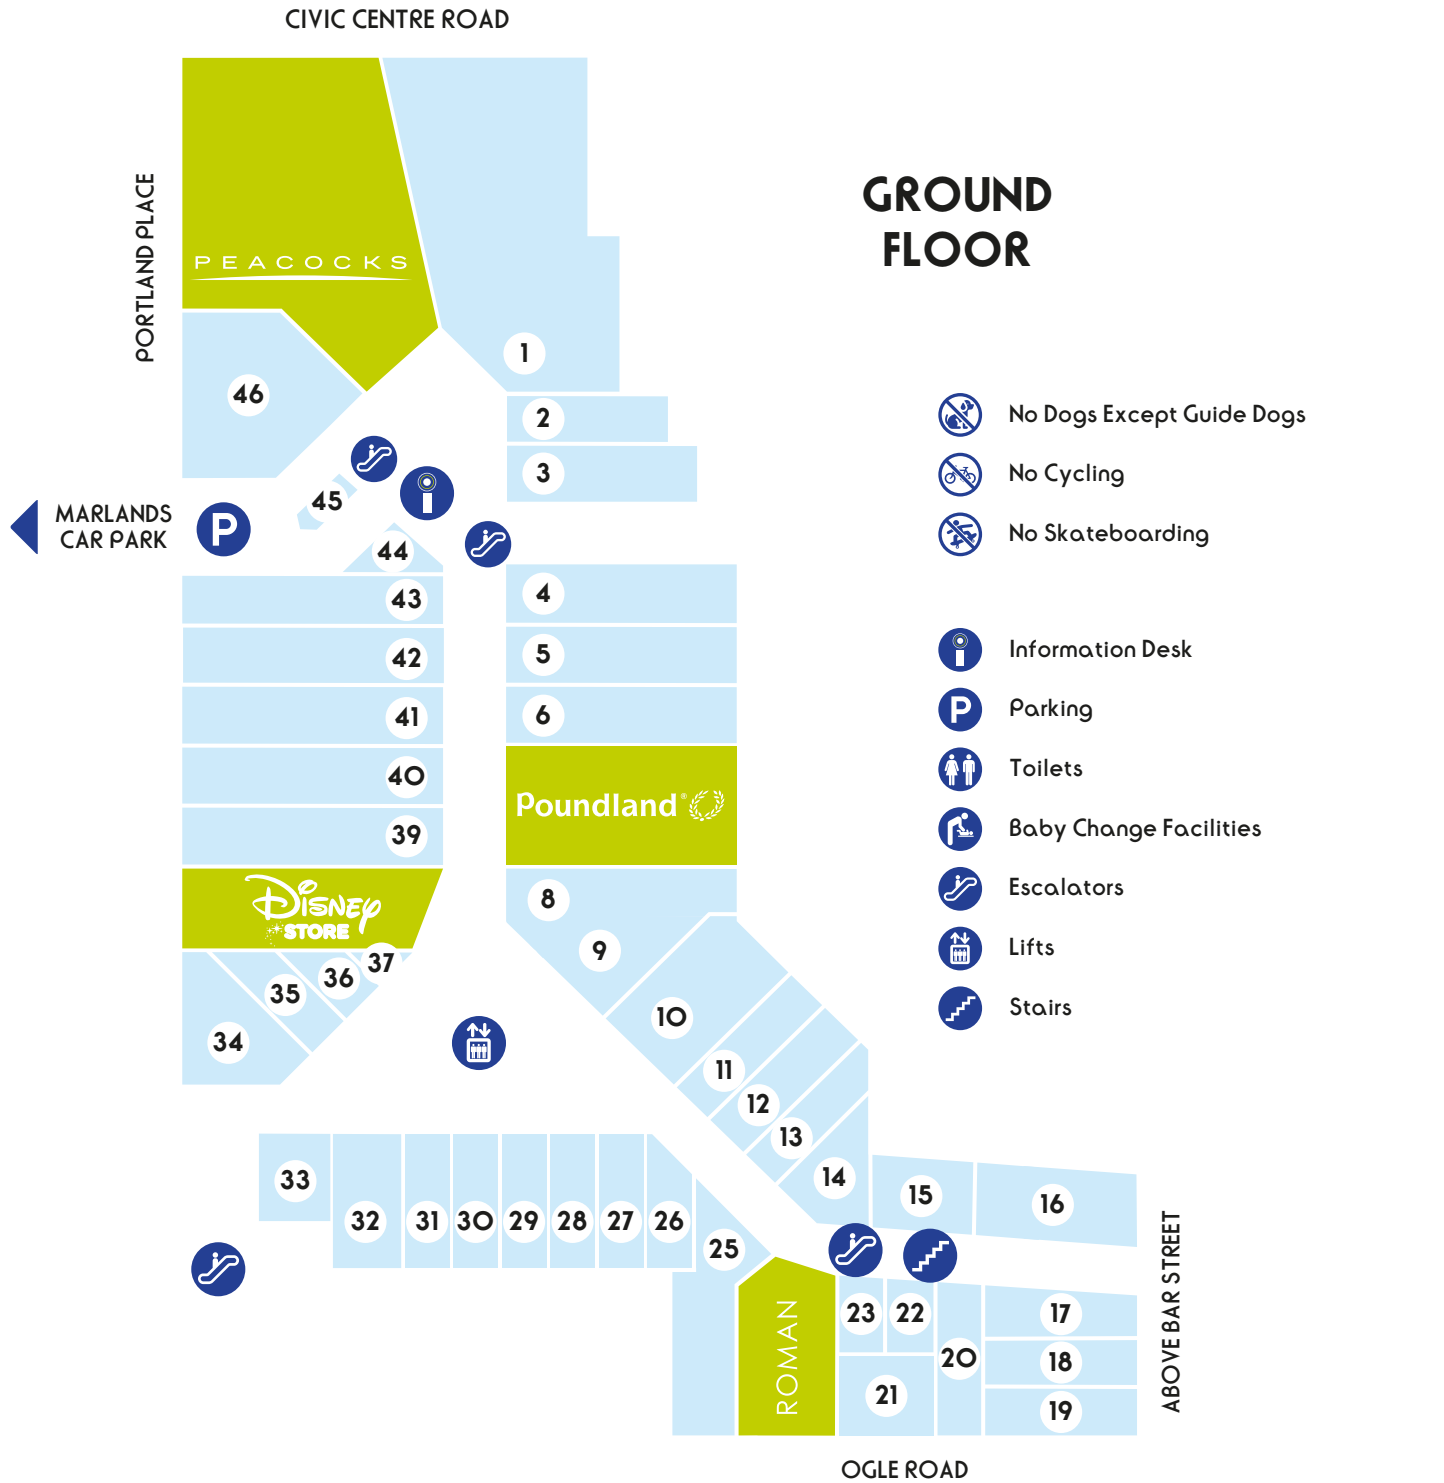 CIVIC CENTRE ROAD
PORTLAND PLACE
PEACOCKS
GROUND
FLOOR
1
46
2
3
45
MARLANDS
CAR PARK
P
44
43
4
42
5
41
6
40
Poundland®
39
DISNEY
STORE
8
9
37
36
35
34
10
11
12
13
14
15
16
33
32
31
30
29
28
27
26
25
ROMAN
23
22
21
20
17
18
19
ABOVE BAR STREET
OGLE ROAD
No Dogs Except Guide Dogs
No Cycling
No Skateboarding
Information Desk
P Parking
Toilets
Baby Change Facilities
Escalators
Lifts
Stairs